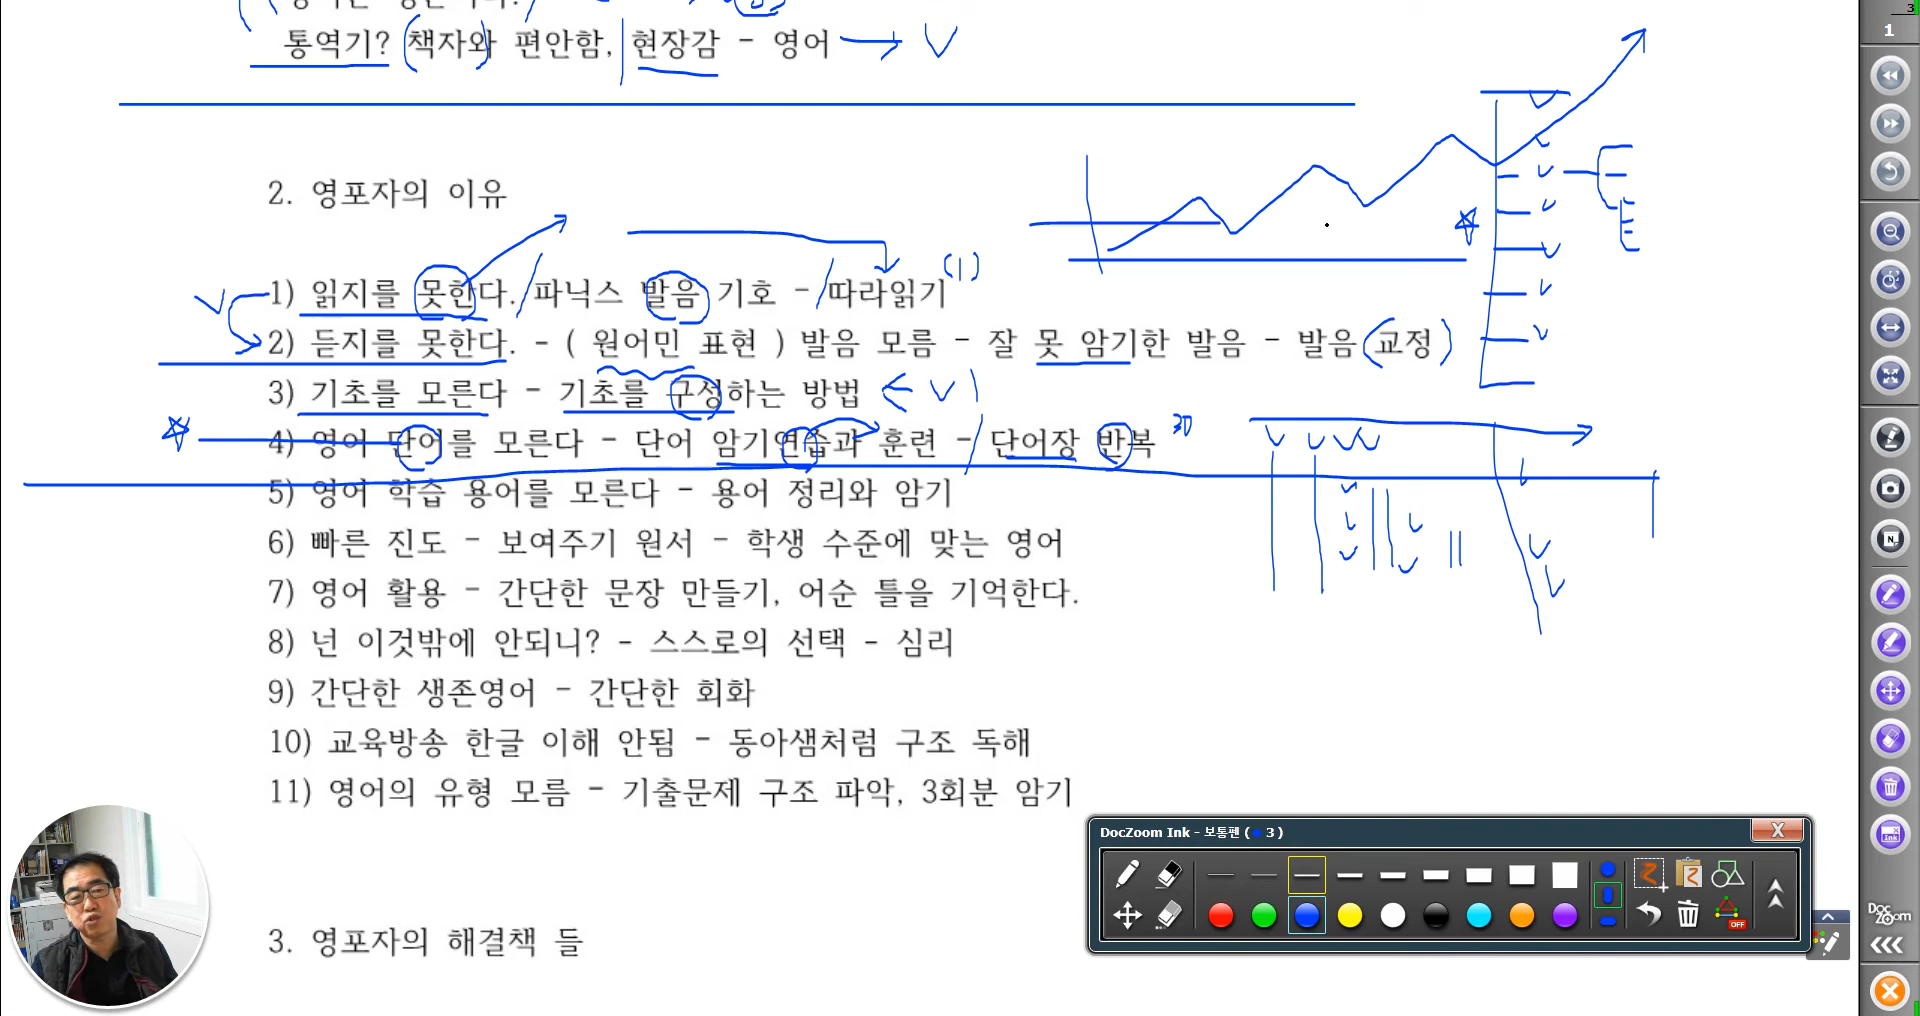 3
1
통역기? (책자와 편안함, 현장감 - 영어 → V
2. 영포자의 이유
1) 읽지를 못한다. 파닉스 발음 기호 - 따라읽기 (1)
2) 듣지를 못한다. - ( 원어민 표현 ) 발음 모름 - 잘 못 암기한 발음 - 발음 (교정)
3) 기초를 모른다 - 기초를 구성하는 방법 ← V
4) 영어 단어를 모른다 - 단어 암기연습과 훈련 - 단어장 반복 30
5) 영어 학습 용어를 모른다 - 용어 정리와 암기
6) 빠른 진도 - 보여주기 원서 - 학생 수준에 맞는 영어
7) 영어 활용 - 간단한 문장 만들기, 어순 틀을 기억한다.
8) 넌 이것밖에 안되니? - 스스로의 선택 - 심리
9) 간단한 생존영어 - 간단한 회화
10) 교육방송 한글 이해 안됨 - 동아샘처럼 구조 독해
11) 영어의 유형 모름 - 기출문제 구조 파악, 3회분 암기
3. 영포자의 해결책 들
DocZoom Ink - 보통펜 ( 3 )
OFF
Doc Zoom
N
Ink